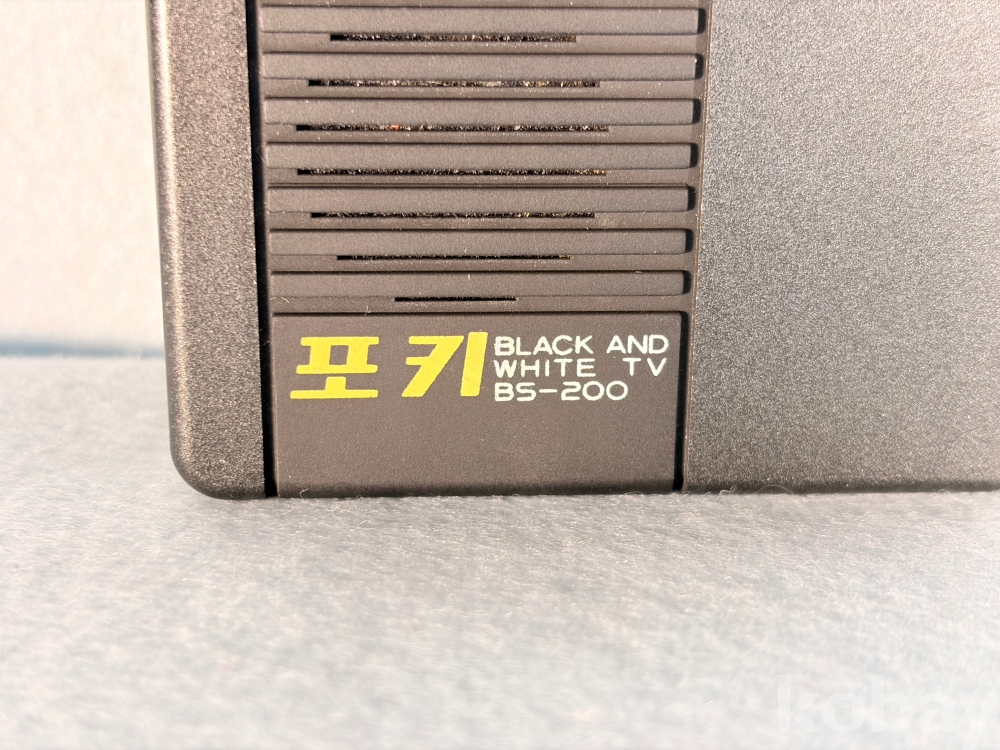 포키
BLACK AND
WHITE TV
BS-200
kobay